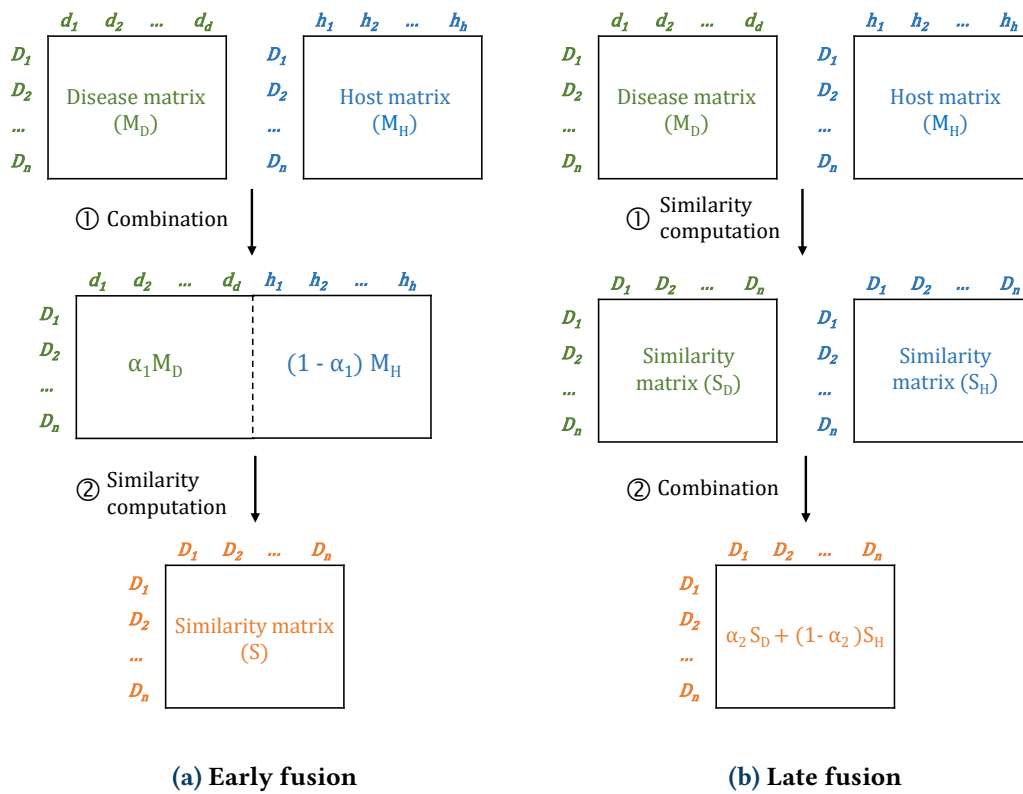 d1 d2 ... dd
D1
D2
...
Dn
Disease matrix
(MD)
h1 h2 ... hh
D1
D2
...
Dn
Host matrix
(MH)
① Combination
d1 d2 ... dd h1 h2 ... hh
D1
D2
...
Dn
α1MD
(1 - α1) MH
② Similarity
computation
D1 D2 ... Dn
D1
D2
...
Dn
Similarity matrix
(S)
(a) Early fusion
d1 d2 ... dd
D1
D2
...
Dn
Disease matrix
(MD)
h1 h2 ... hh
D1
D2
...
Dn
Host matrix
(MH)
① Similarity
computation
D1 D2 ... Dn
D1
D2
...
Dn
Similarity
matrix (SD)
D1 D2 ... Dn
D1
D2
...
Dn
Similarity
matrix (SH)
② Combination
D1 D2 ... Dn
D1
D2
...
Dn
α2 SD + (1- α2 )SH
(b) Late fusion